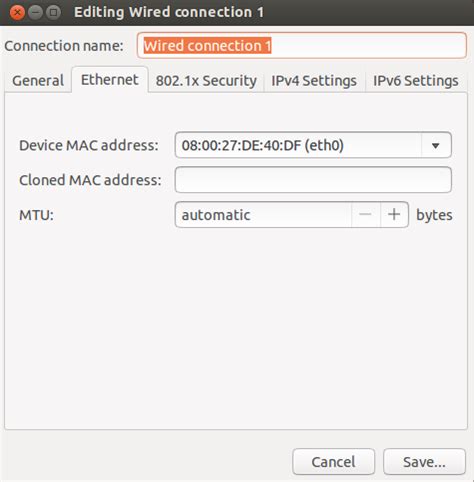 Editing Wired connection 1
Connection name: Wired connection 1
General Ethernet 802.1x Security IPv4 Settings IPv6 Settings
Device MAC address: 08:00:27:DE:40:DF (eth0)
Cloned MAC address:
MTU: automatic − + bytes
Cancel Save...